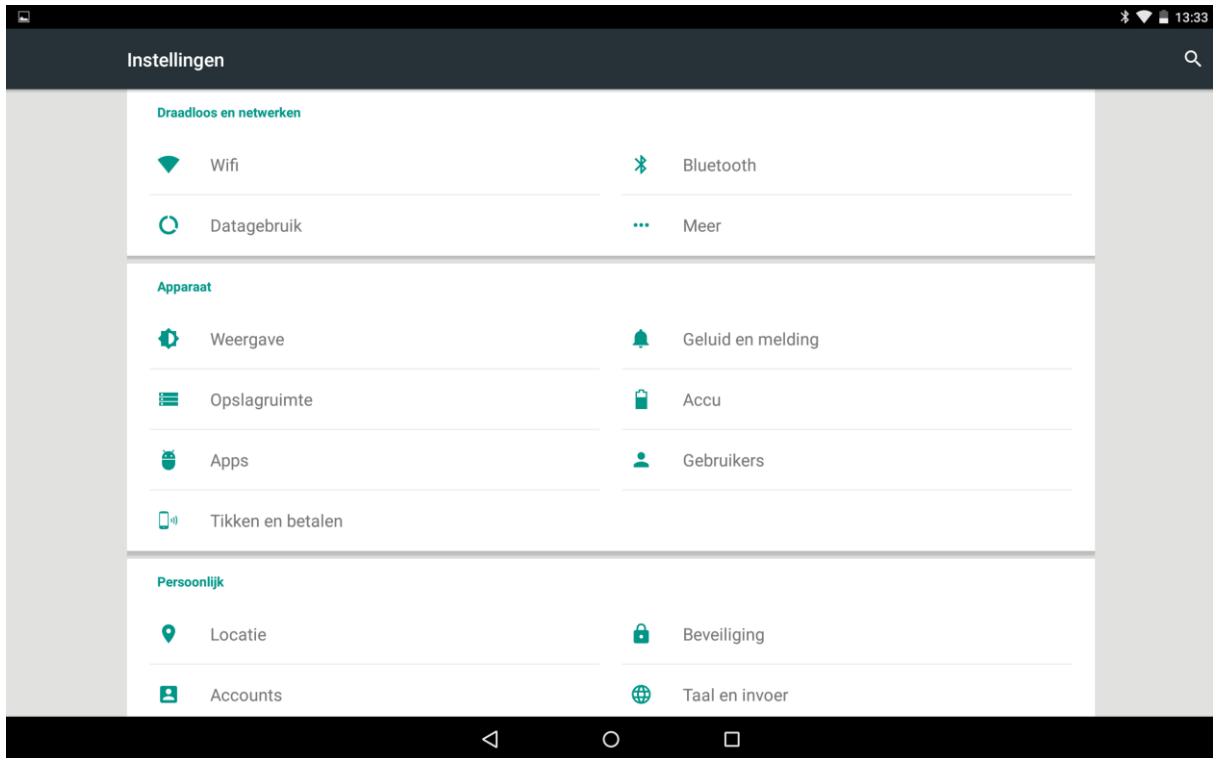 13:33
Instellingen
Draadloos en netwerken
Wifi
Bluetooth
Datagebruik
Meer
Apparaat
Weergave
Geluid en melding
Opslagruimte
Accu
Apps
Gebruikers
Tikken en betalen
Persoonlijk
Locatie
Beveiliging
Accounts
Taal en invoer